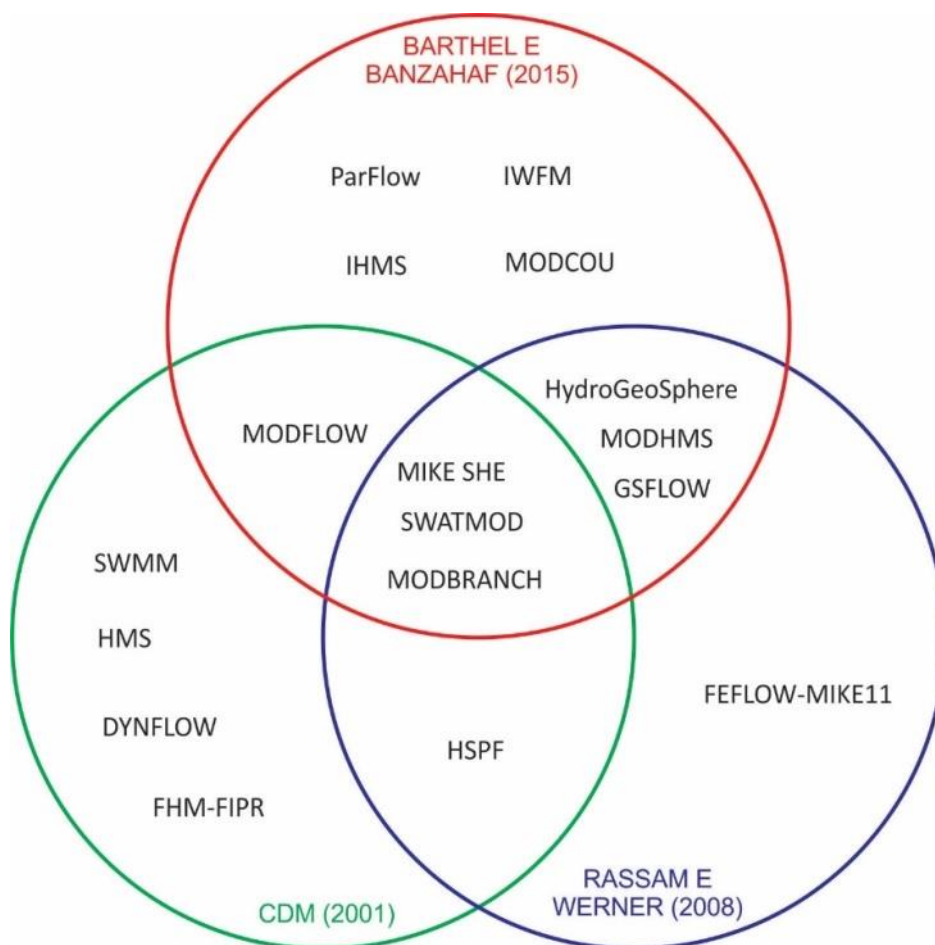 BARTHEL E
BANZAHAF (2015)
ParFlow
IWFM
IHMS
MODCOU
HydroGeoSphere
MODFLOW
MODHMS
MIKE SHE
GSFLOW
SWATMOD
SWMM
MODBRANCH
HMS
FEFLOW-MIKE11
DYNFLOW
HSPF
FHM-FIPR
CDM (2001)
RASSAM E
WERNER (2008)